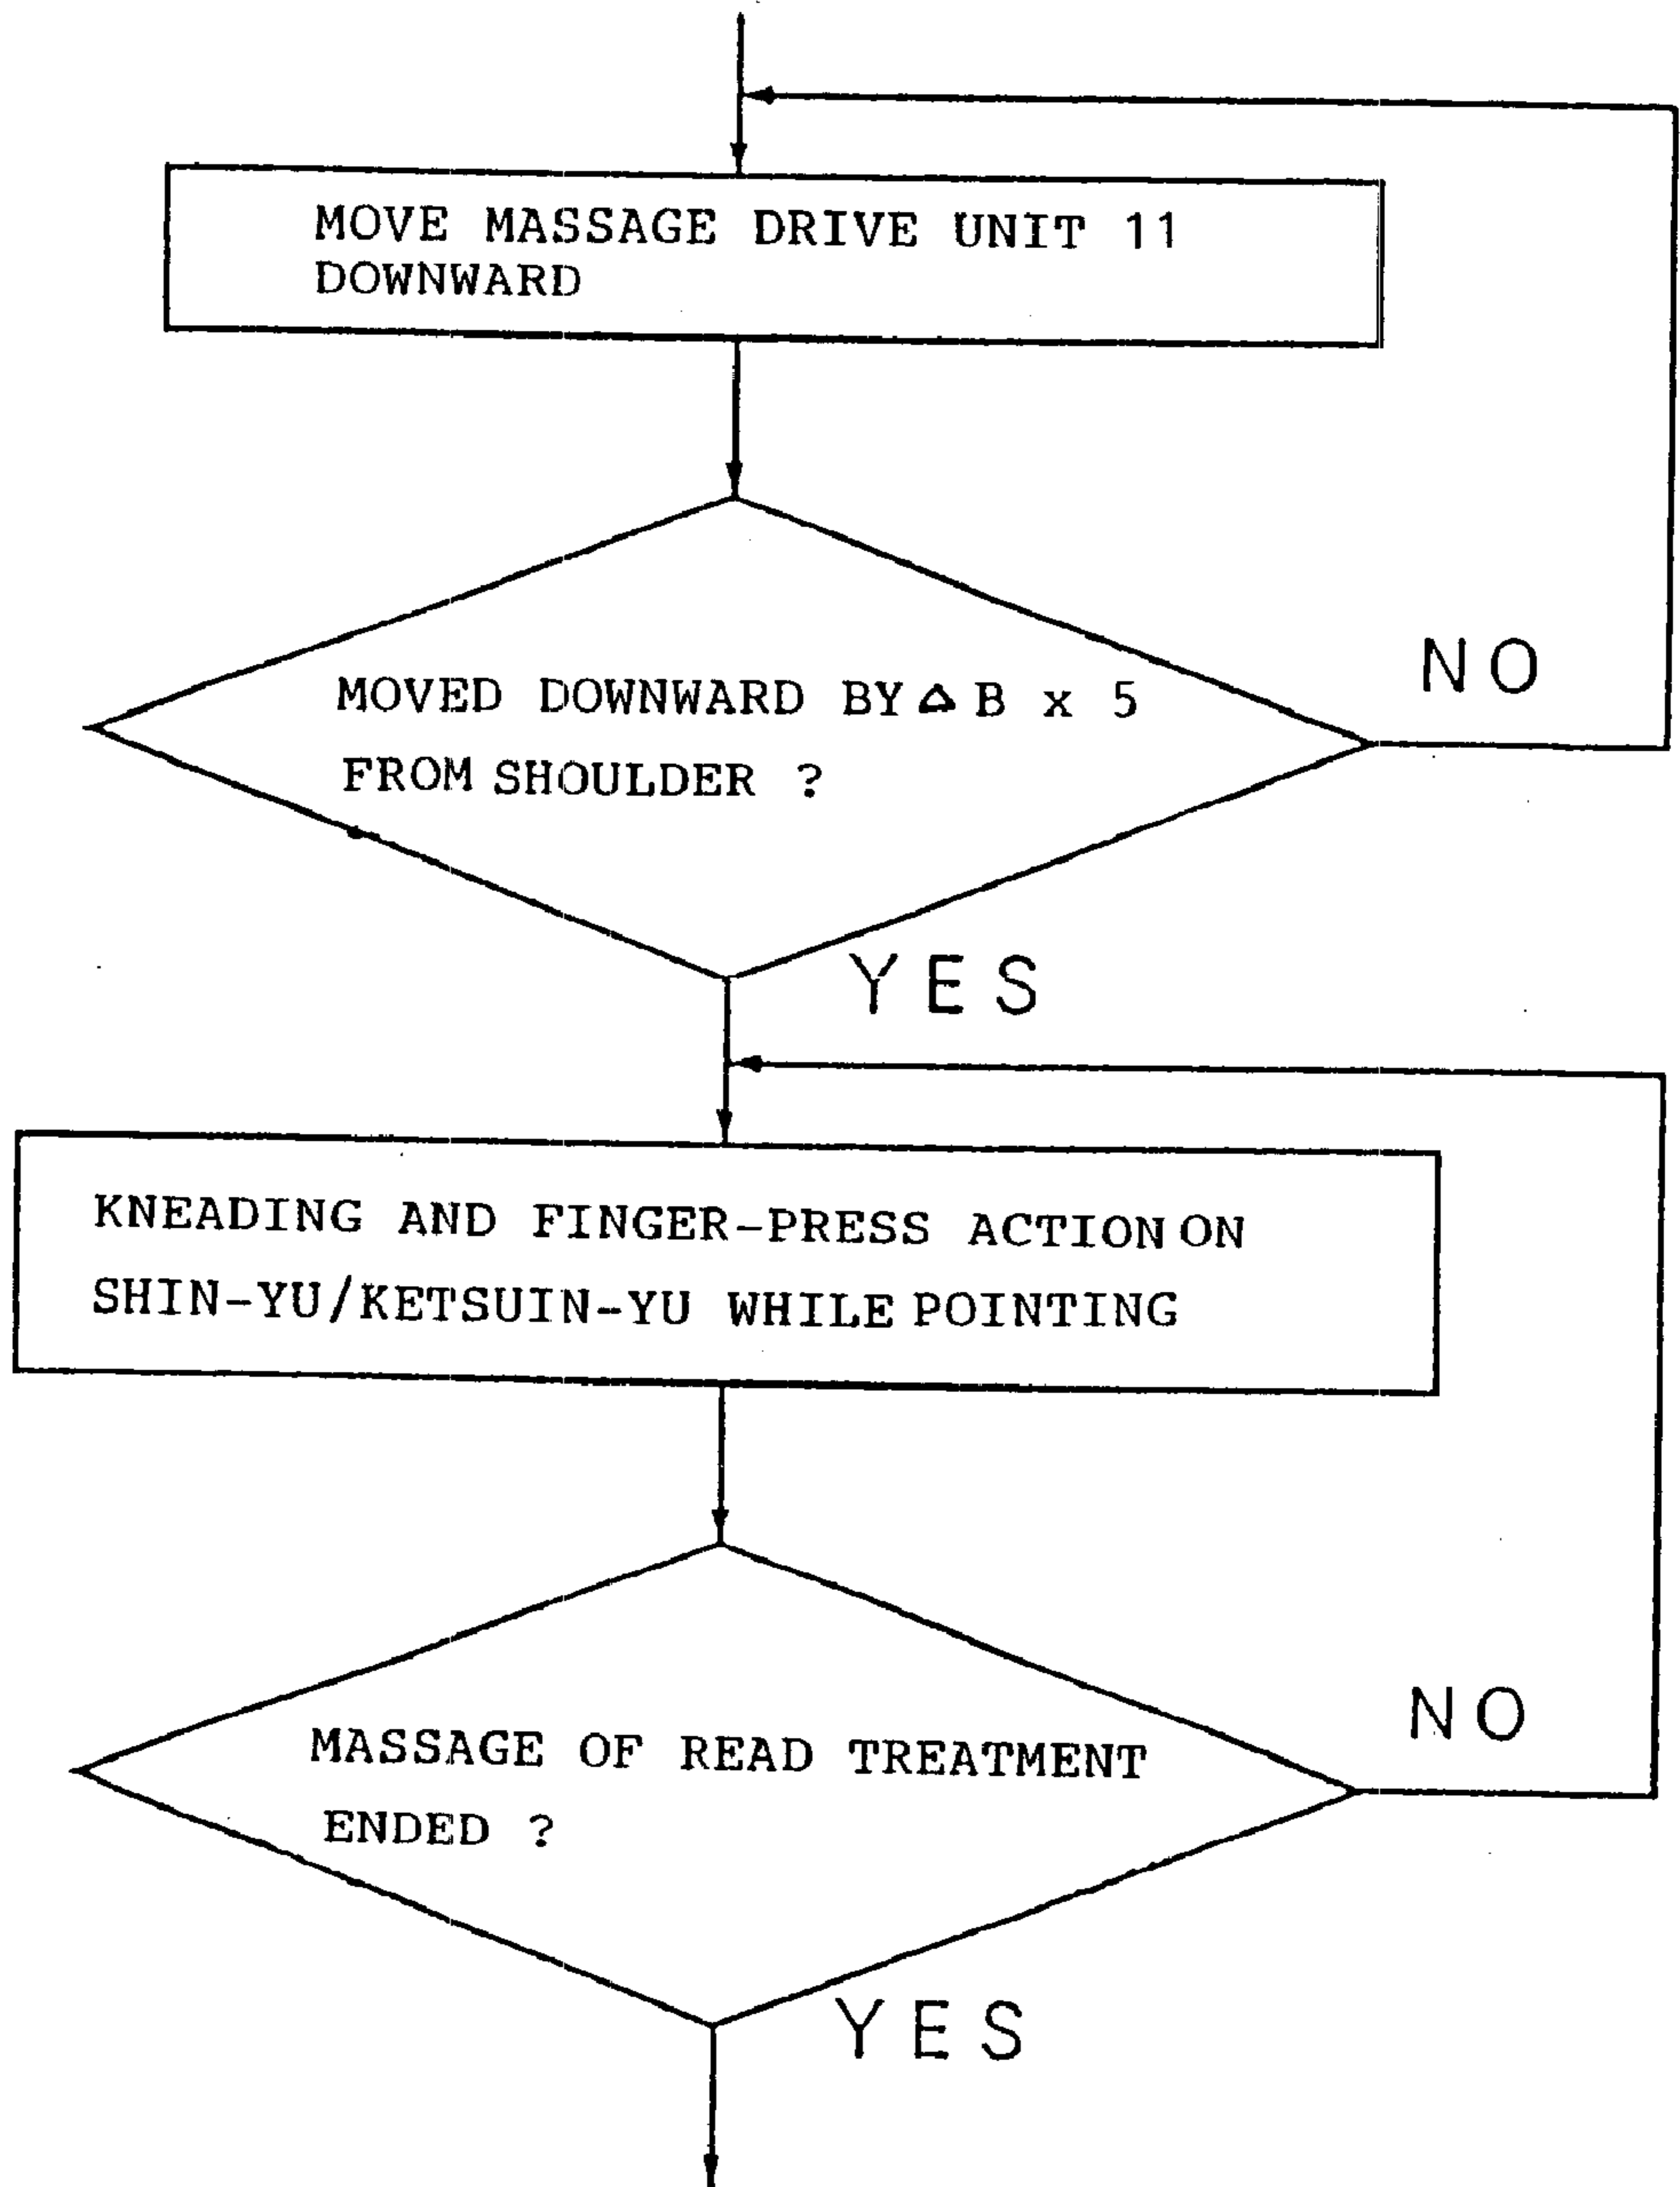 MOVE MASSAGE DRIVE UNIT 11
DOWNWARD
MOVED DOWNWARD BY Δ B x 5
FROM SHOULDER ?
NO
YES
KNEADING AND FINGER-PRESS ACTION ON
SHIN-YU/KETSUIN-YU WHILE POINTING
MASSAGE OF READ TREATMENT
ENDED ?
NO
YES